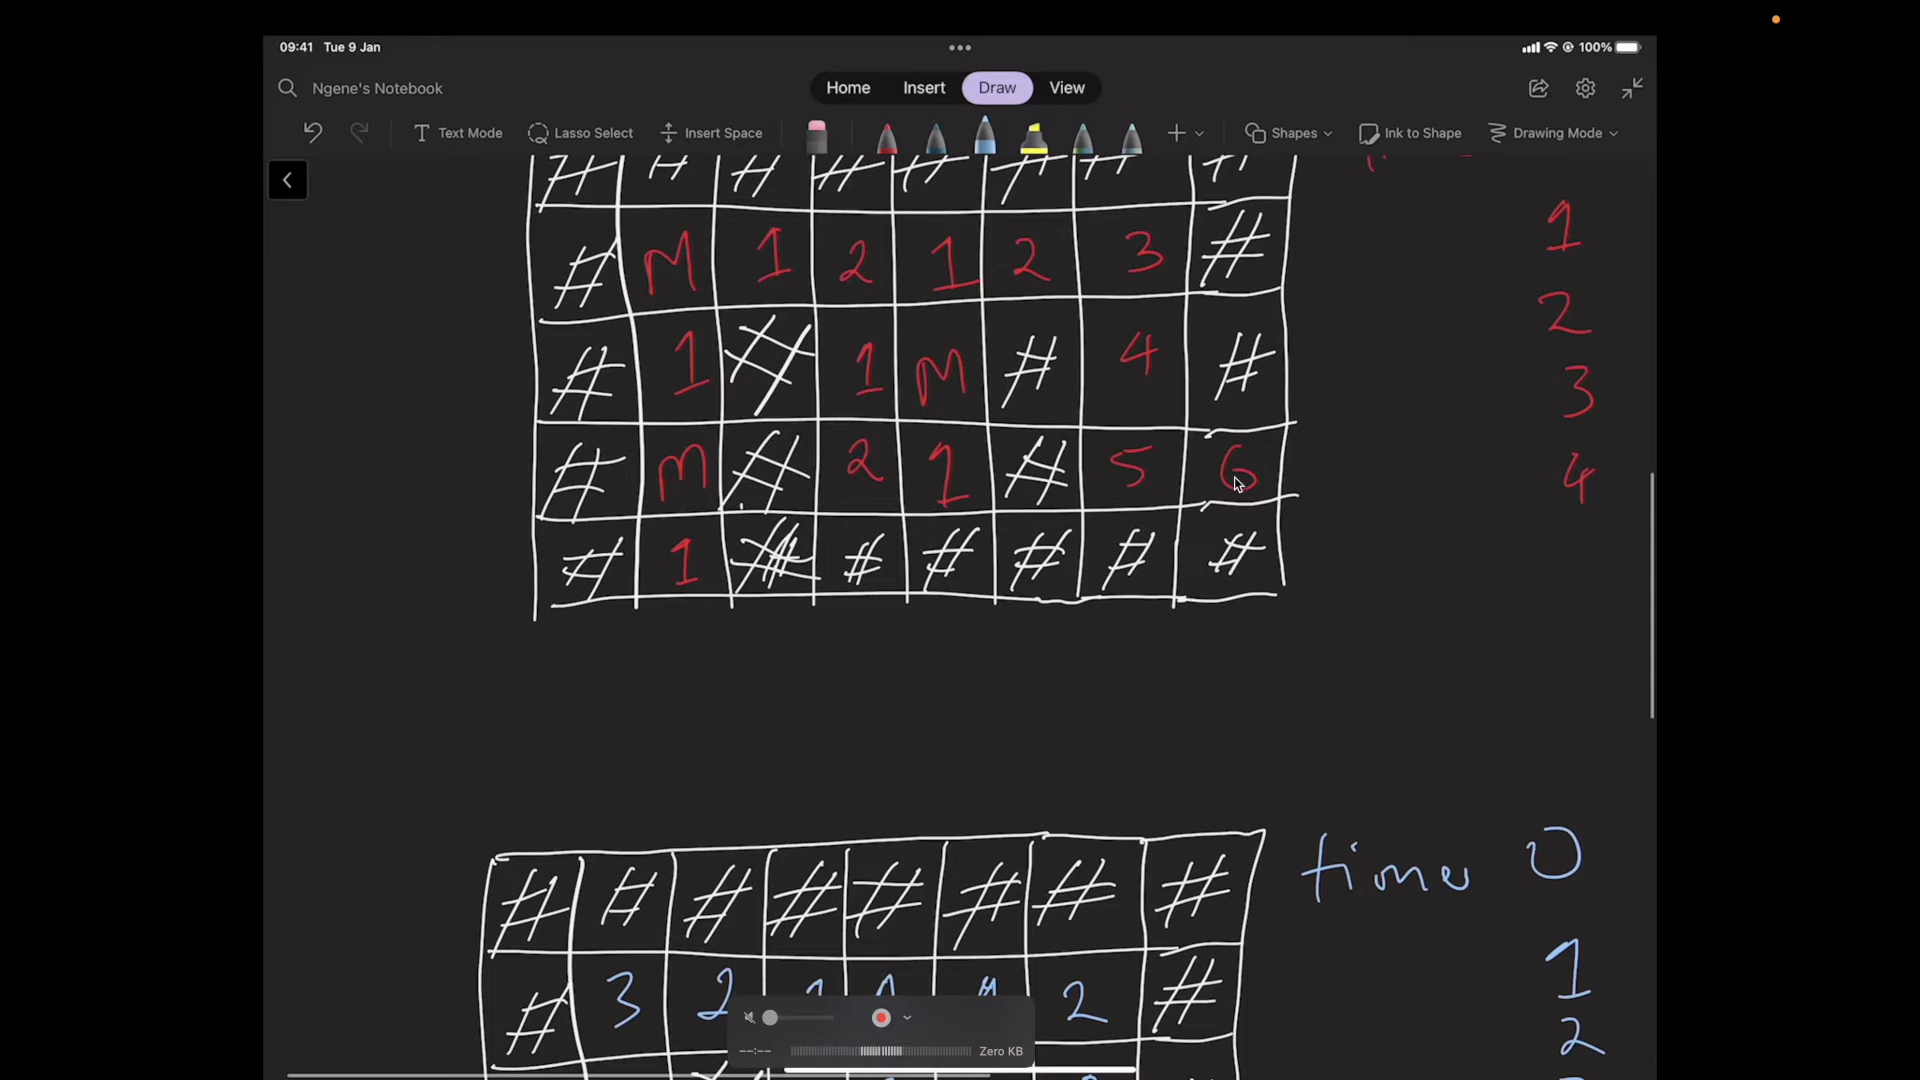 09:41 Tue 9 Jan
100%
Ngene's Notebook
Home Insert Draw View
Text Mode Lasso Select Insert Space Shapes Ink to Shape Drawing Mode
# # # # # # # #
# M 1 2 1 2 3 # 1
2
# 1 # 1 M # 4 # 3
# M # 2 1 # 5 6 4
# 1 # # # # # #
# # # # # # # # time 0
# 3 2 1 2 # 1
2
--:-- Zero KB